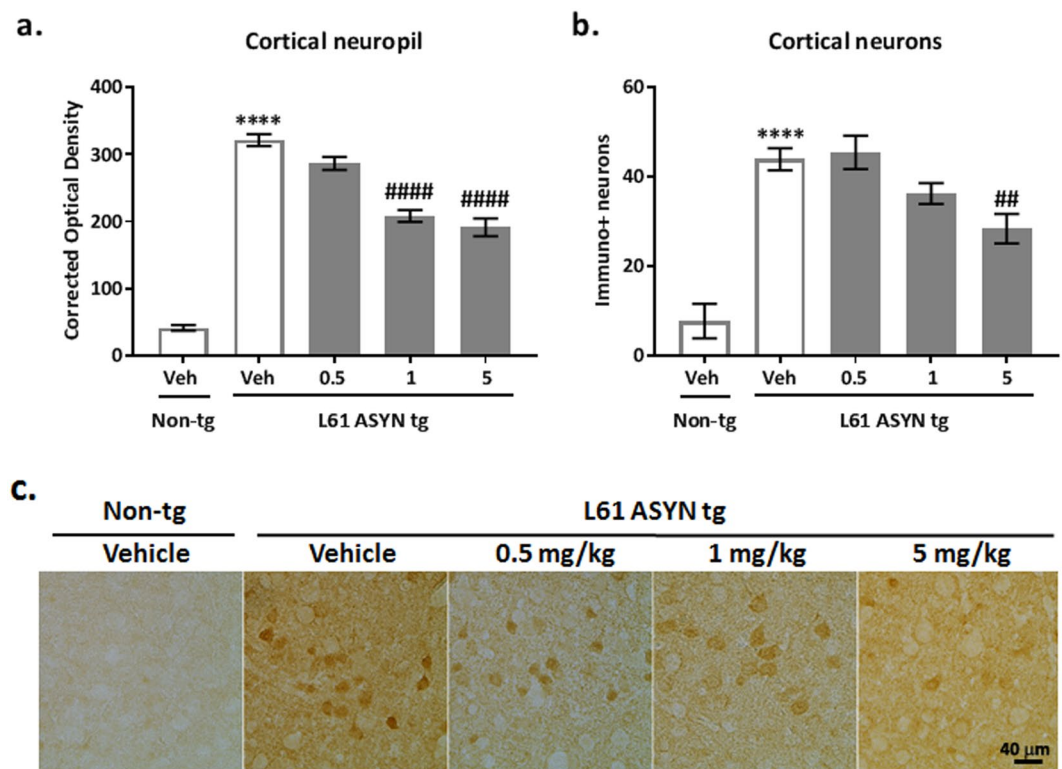 a.
Cortical neuropil
Corrected Optical Density
400
300
200
100
0
****
####
####
Veh
Veh
0.5
1
5
Non-tg
L61 ASYN tg
b.
Cortical neurons
Immuno+ neurons
60
40
20
0
****
##
Veh
Veh
0.5
1
5
Non-tg
L61 ASYN tg
c.
Non-tg
L61 ASYN tg
Vehicle
Vehicle
0.5 mg/kg
1 mg/kg
5 mg/kg
40 μm